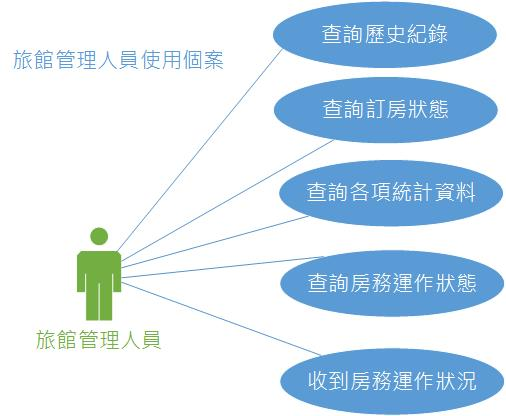 旅館管理人員使用個案
查詢歷史紀錄
查詢訂房狀態
查詢各項統計資料
查詢房務運作狀態
收到房務運作狀況
旅館管理人員